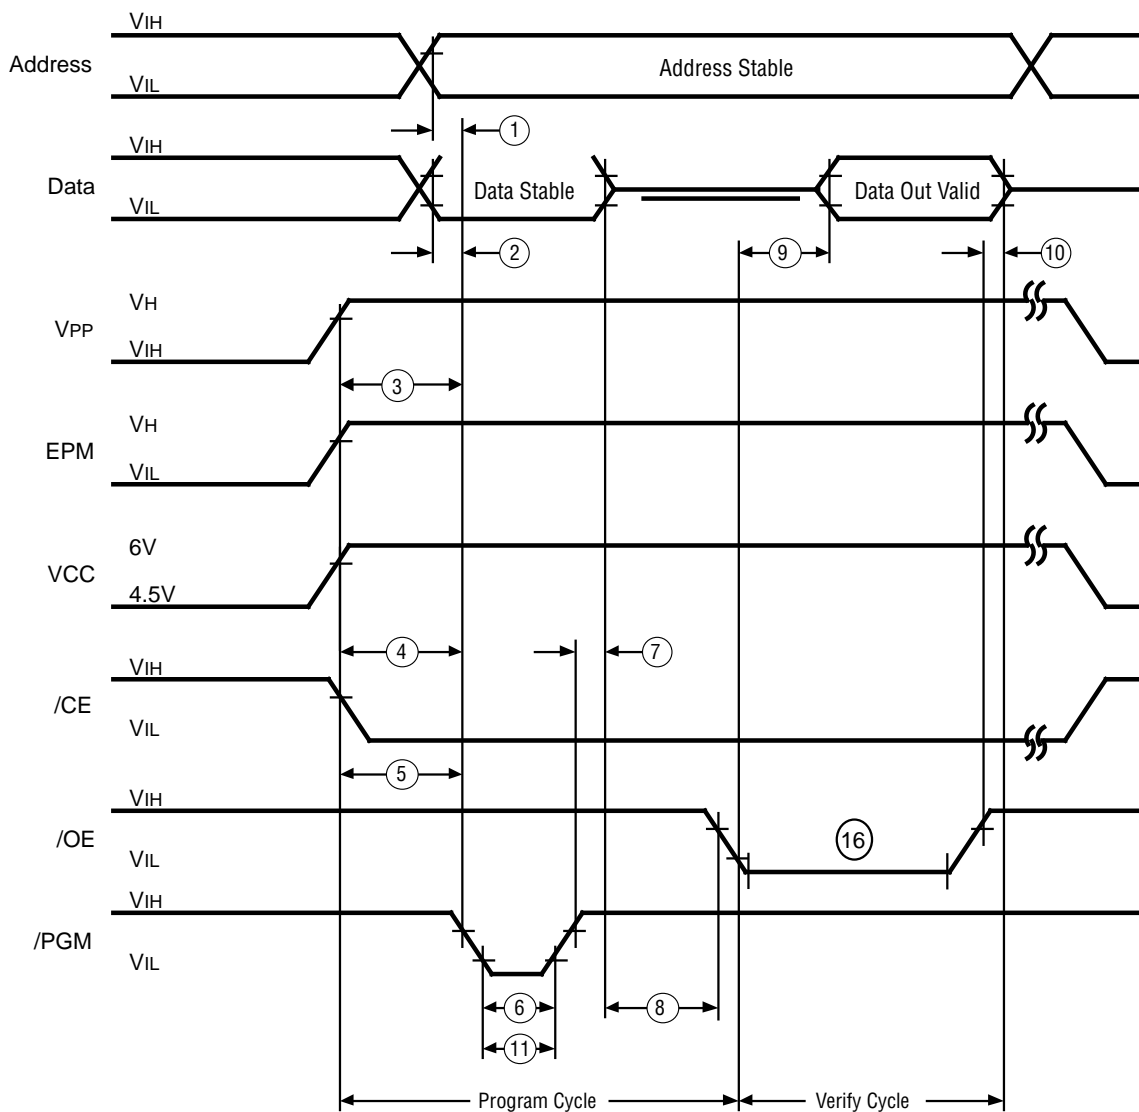 VIH
Address
Address Stable
VIL
1
VIH
Data
Data Stable
Data Out Valid
VIL
2
9
10
VH
VPP
VIH
3
VH
EPM
VIL
6V
VCC
4.5V
4
7
VIH
/CE
VIL
5
VIH
/OE
16
VIL
VIH
/PGM
VIL
6
8
11
Program Cycle
Verify Cycle